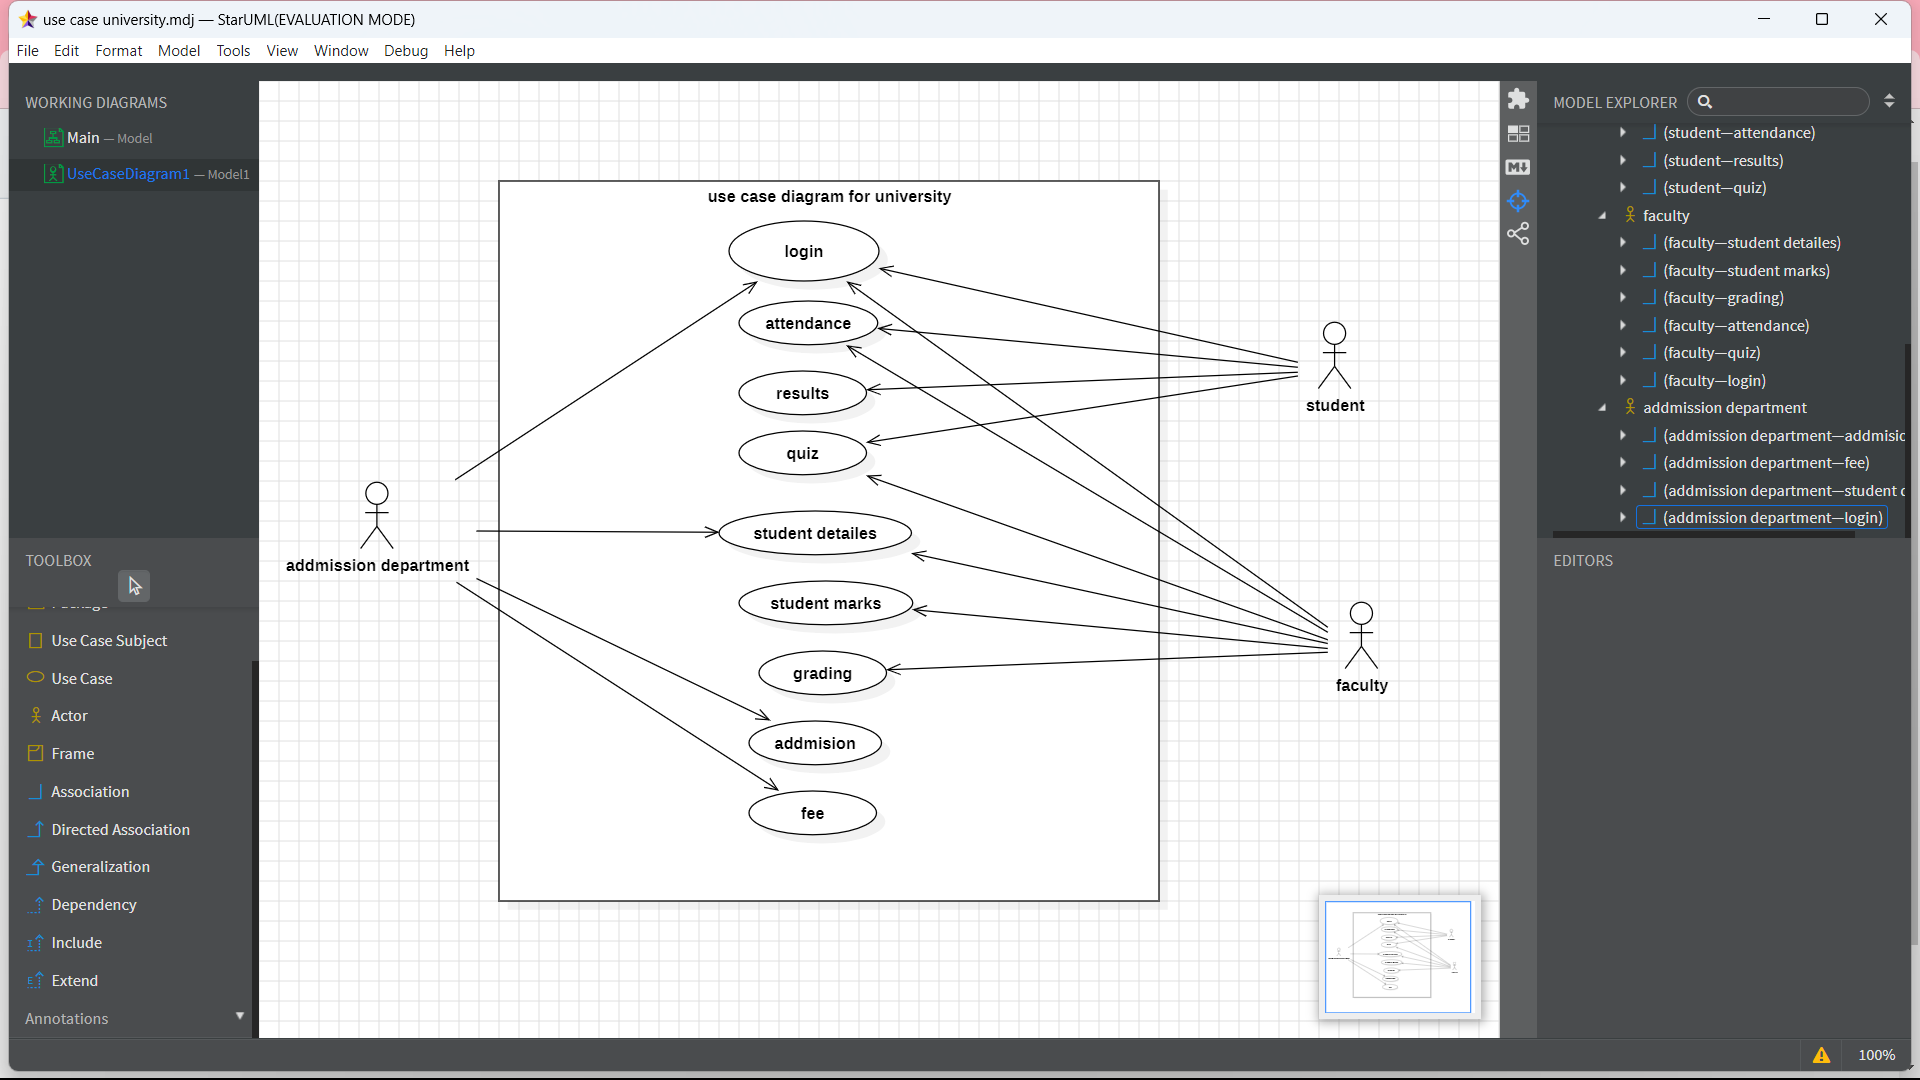 use case university.mdj — StarUML(EVALUATION MODE)
File Edit Format Model Tools View Window Debug Help
WORKING DIAGRAMS
Main — Model
UseCaseDiagram1 — Model1
TOOLBOX
Package
Use Case Subject
Use Case
Actor
Frame
Association
Directed Association
Generalization
Dependency
Include
Extend
Annotations
use case diagram for university
login
attendance
results
quiz
student detailes
student marks
grading
addmision
fee
addmission department
student
faculty
MODEL EXPLORER
(student—attendance)
(student—results)
(student—quiz)
faculty
(faculty—student detailes)
(faculty—student marks)
(faculty—grading)
(faculty—attendance)
(faculty—quiz)
(faculty—login)
addmission department
(addmission department—addmisic
(addmission department—fee)
(addmission department—student c
(addmission department—login)
EDITORS
100%